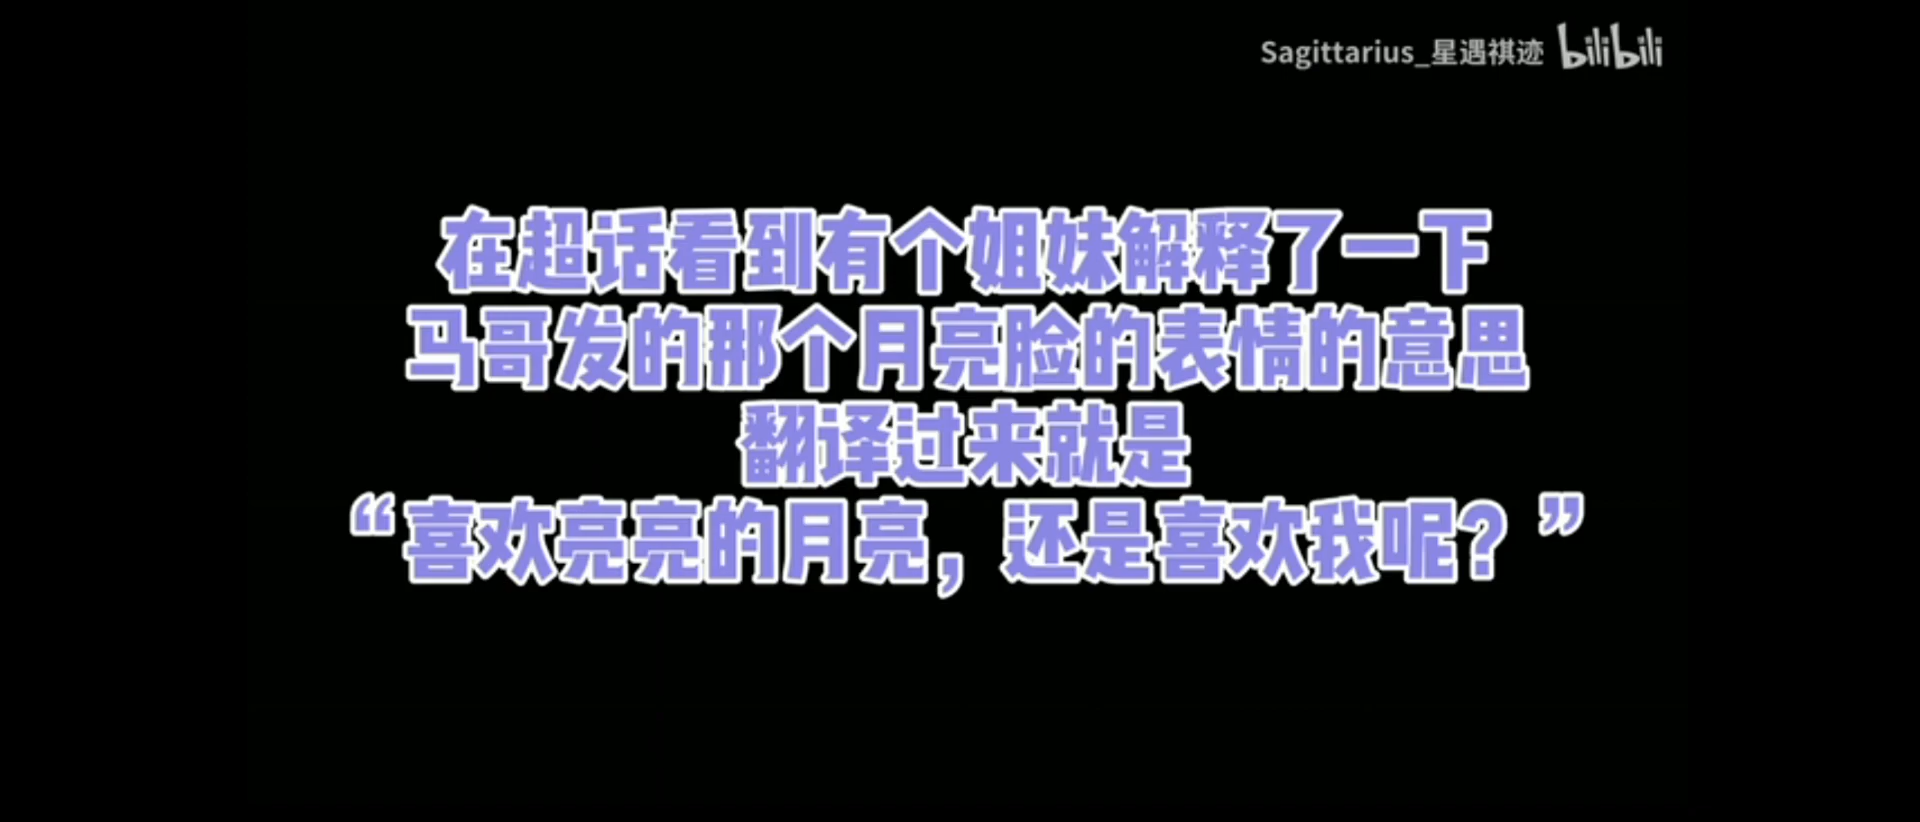 Sagittarius_星遇祺迹 bilibili
在超话看到有个姐妹解释了一下
马哥发的那个月亮脸的表情的意思
翻译过来就是
“喜欢亮亮的月亮，还是喜欢我呢？”